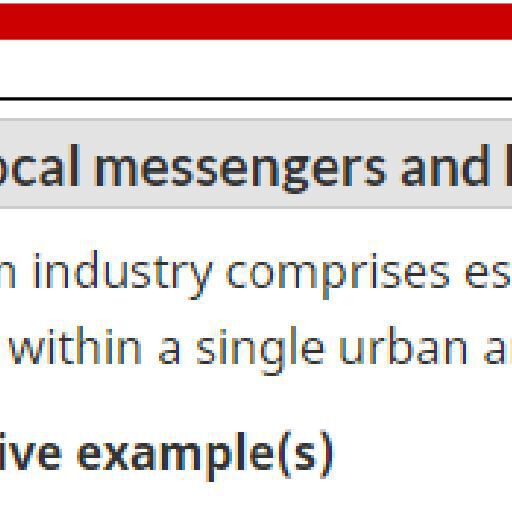 ocal messengers and
industry comprises es
within a single urban
ive example(s)